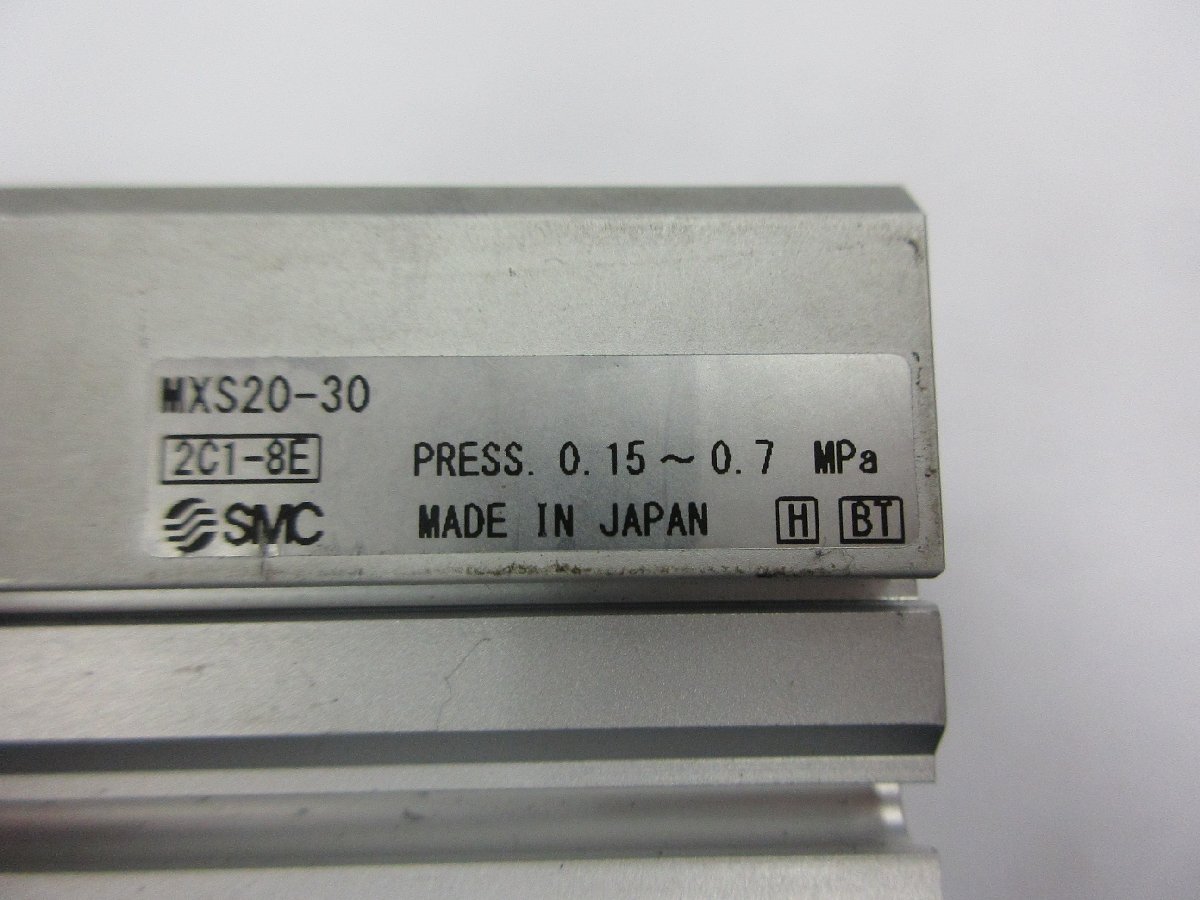 MXS20-30
2C1-8E PRESS. 0.15～0.7 MPa
SMC MADE IN JAPAN H BT